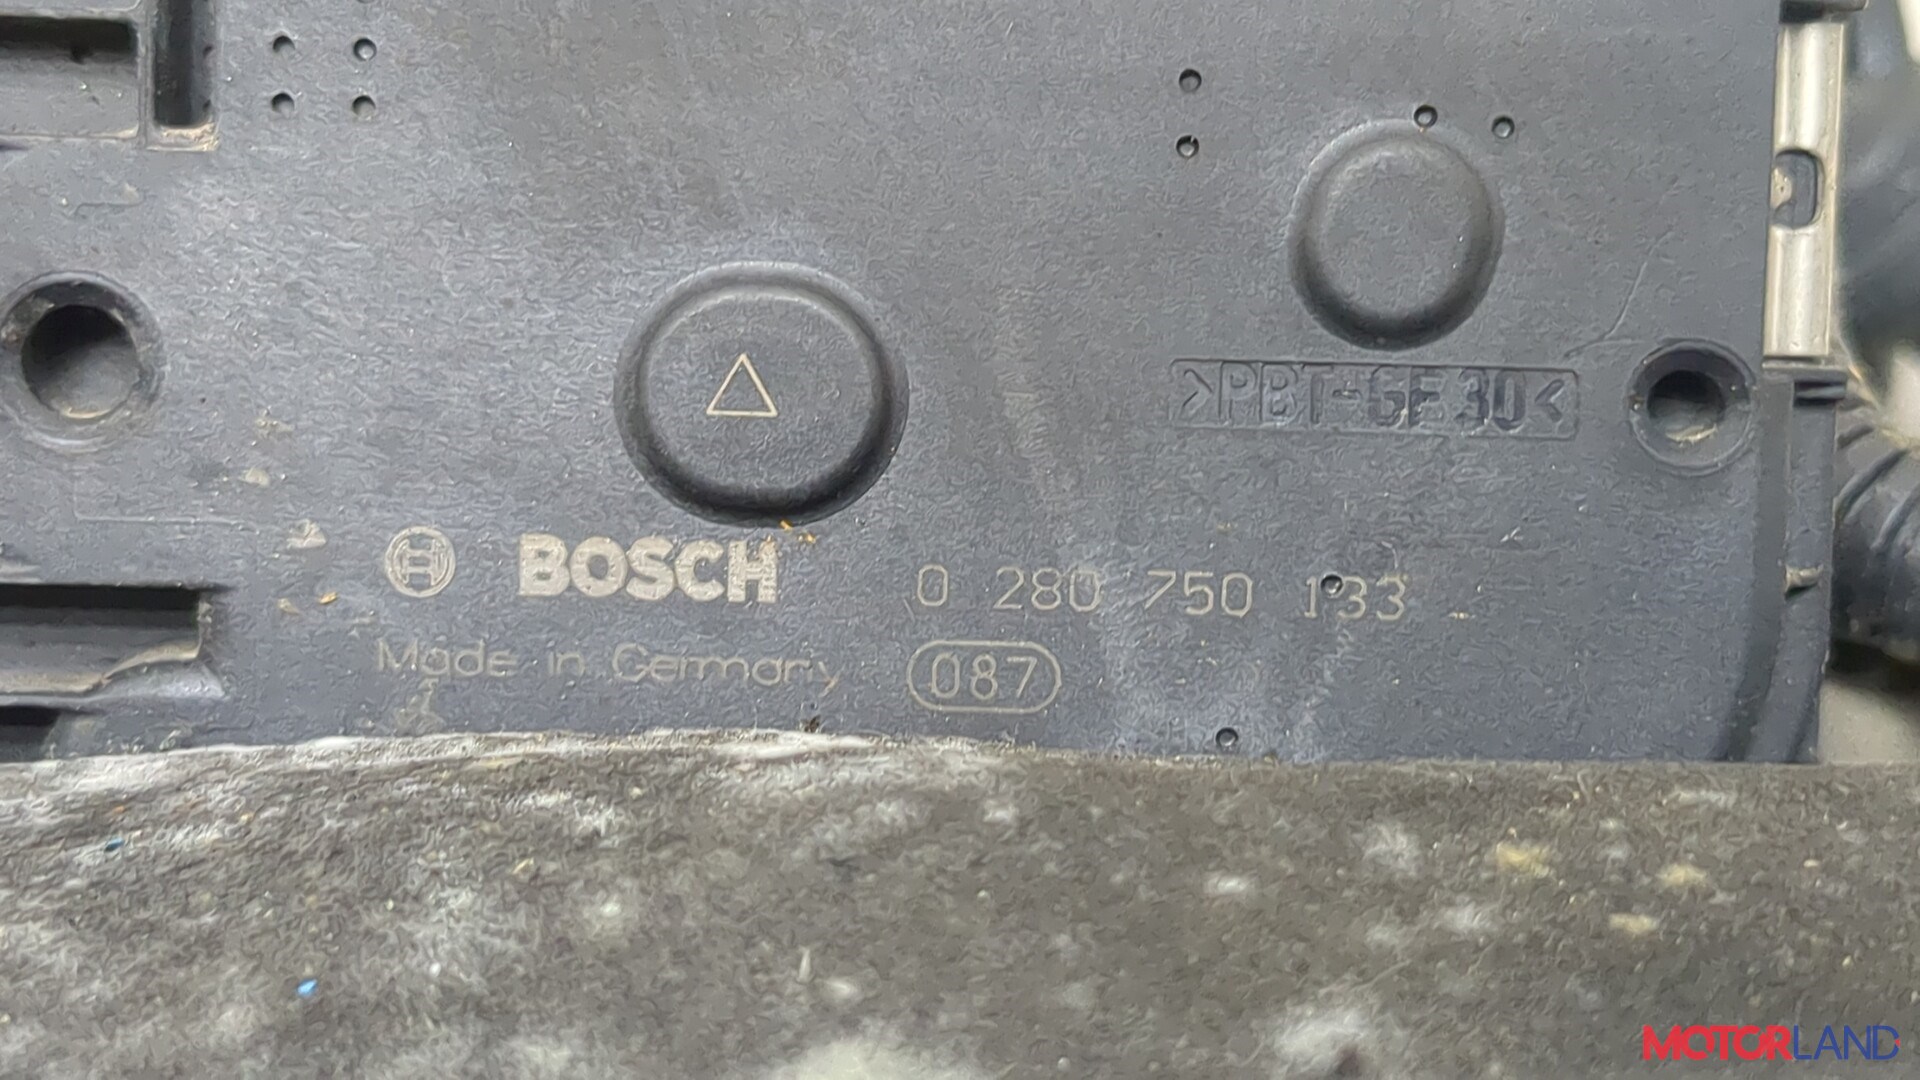 >PBT-GF30<
BOSCH 0 280 750 133
Made in Germany 087
MOTORLAND